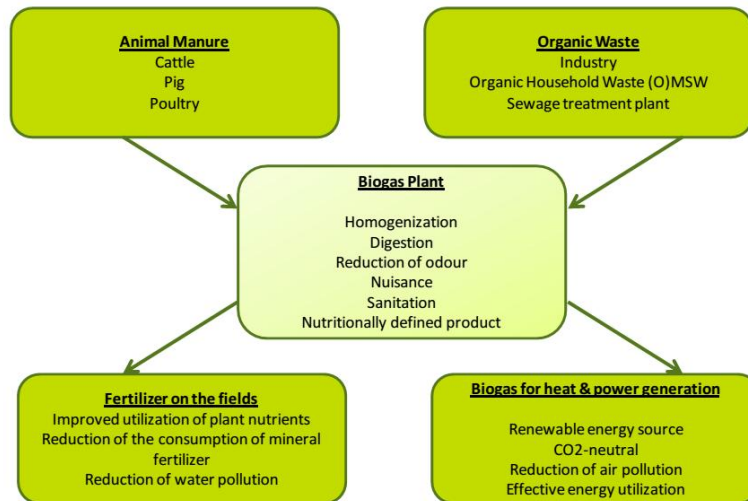 Animal Manure
Cattle
Pig
Poultry
Organic Waste
Industry
Organic Household Waste (O)MSW
Sewage treatment plant
Biogas Plant
Homogenization
Digestion
Reduction of odour
Nuisance
Sanitation
Nutritionally defined product
Fertilizer on the fields
Improved utilization of plant nutrients
Reduction of the consumption of mineral
fertilizer
Reduction of water pollution
Biogas for heat & power generation
Renewable energy source
CO2-neutral
Reduction of air pollution
Effective energy utilization